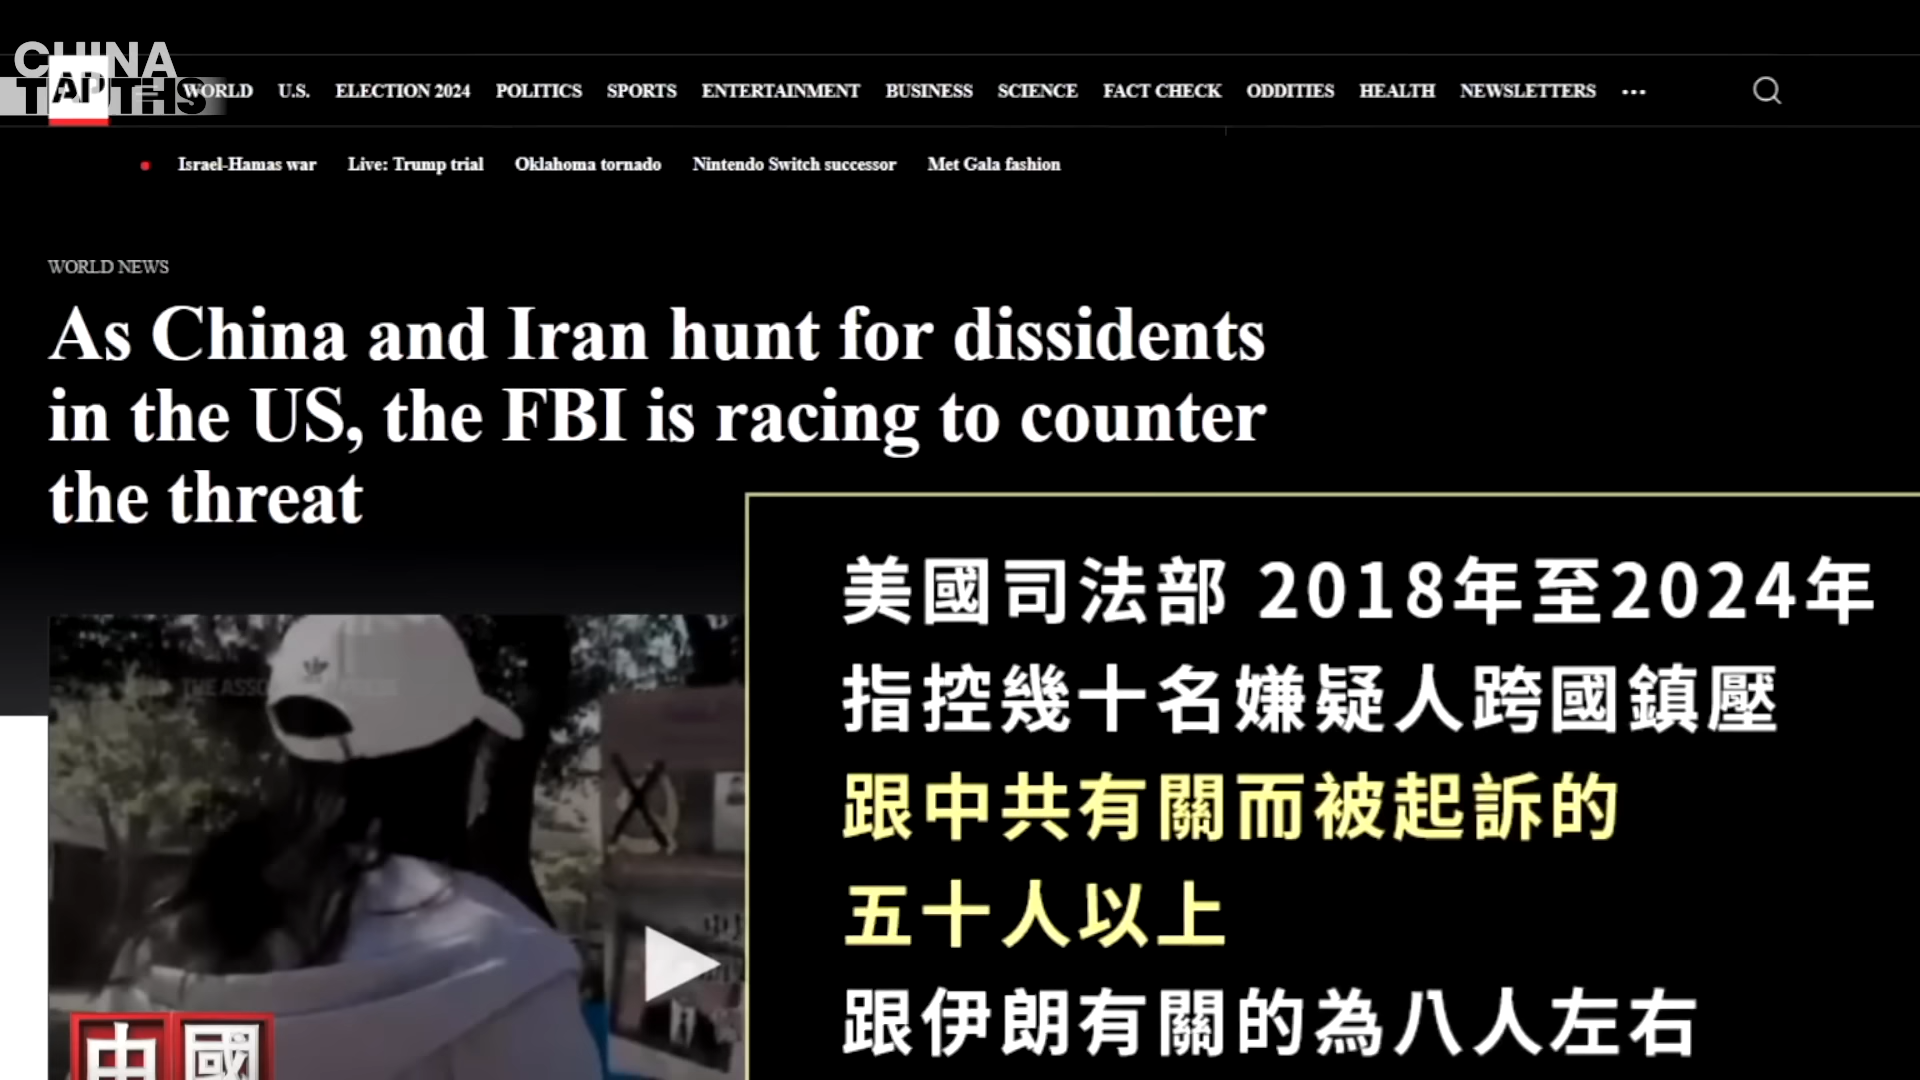 CHINA
AP
WORLD U.S. ELECTION 2024 POLITICS SPORTS ENTERTAINMENT BUSINESS SCIENCE FACT CHECK ODDITIES HEALTH NEWSLETTERS ...
Israel-Hamas war Live: Trump trial Oklahoma tornado Nintendo Switch successor Met Gala fashion
WORLD NEWS
As China and Iran hunt for dissidents
in the US, the FBI is racing to counter
the threat
美國司法部 2018年至2024年
指控幾十名嫌疑人跨國鎮壓
跟中共有關而被起訴的
五十人以上
跟伊朗有關的為八人左右
中國